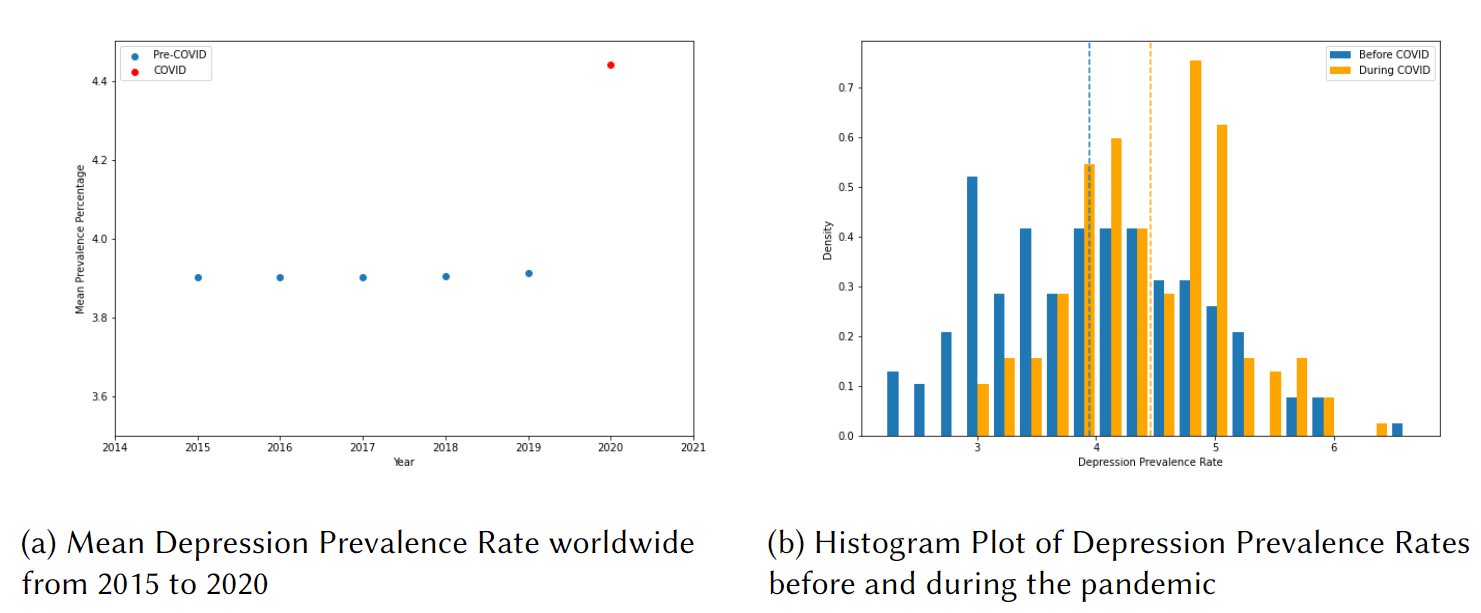 Pre-COVID
COVID
4.4
4.2
4.0
3.8
3.6
Mean Prevalence Percentage
2014 2015 2016 2017 2018 2019 2020 2021
Year
(a) Mean Depression Prevalence Rate worldwide
from 2015 to 2020
Before COVID
During COVID
0.7
0.6
0.5
0.4
0.3
0.2
0.1
0.0
Density
3 4 5 6
Depression Prevalence Rate
(b) Histogram Plot of Depression Prevalence Rates
before and during the pandemic